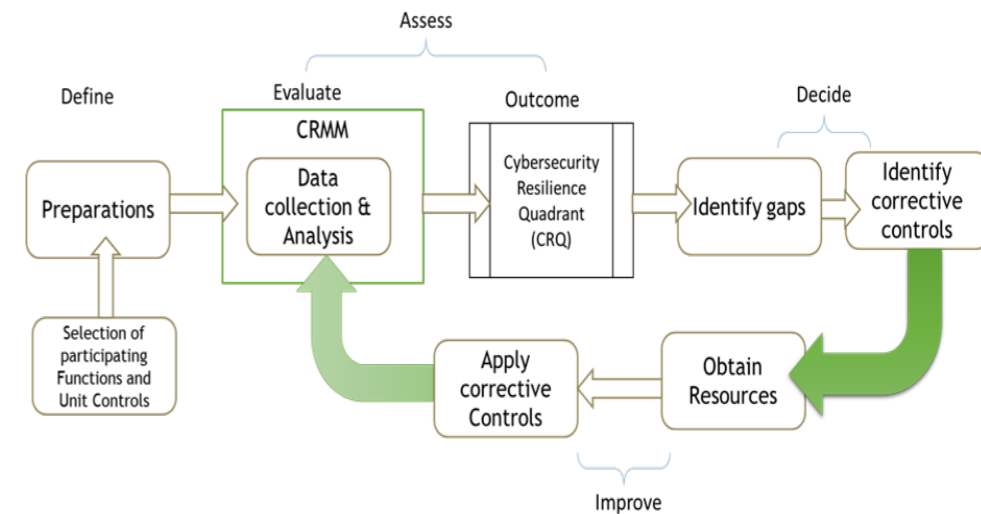 Assess
Define
Evaluate
Outcome
Decide
CRMM
Data
collection &
Analysis
Preparations
Cybersecurity
Resilience
Quadrant
(CRQ)
Identify gaps
Identify
corrective
controls
Selection of
participating
Functions and
Unit Controls
Apply
corrective
Controls
Obtain
Resources
Improve